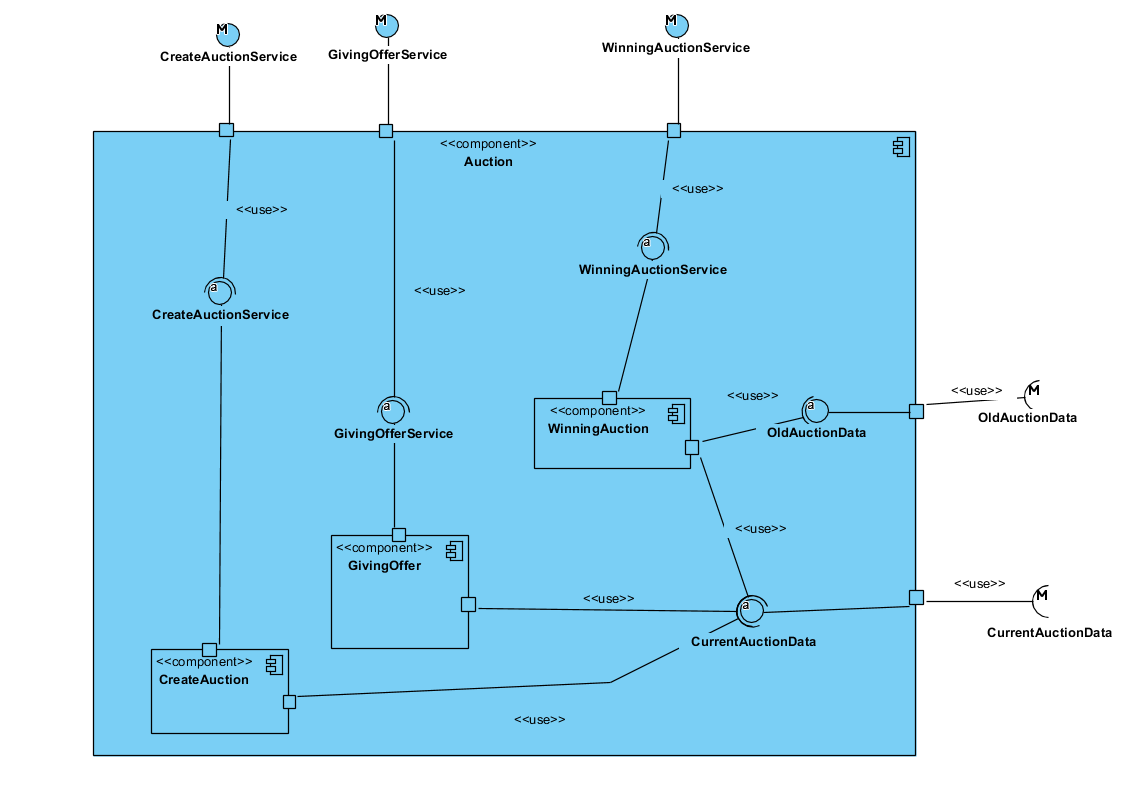 M
M
M
CreateAuctionService
GivingOfferService
WinningAuctionService
<<component>>
Auction
<<use>>
<<use>>
a
WinningAuctionService
a
CreateAuctionService
<<use>>
<<use>>
<<use>>
M
OldAuctionData
a
OldAuctionData
a
GivingOfferService
<<component>>
WinningAuction
<<use>>
<<component>>
GivingOffer
<<use>>
M
CurrentAuctionData
<<use>>
a
CurrentAuctionData
<<component>>
CreateAuction
<<use>>